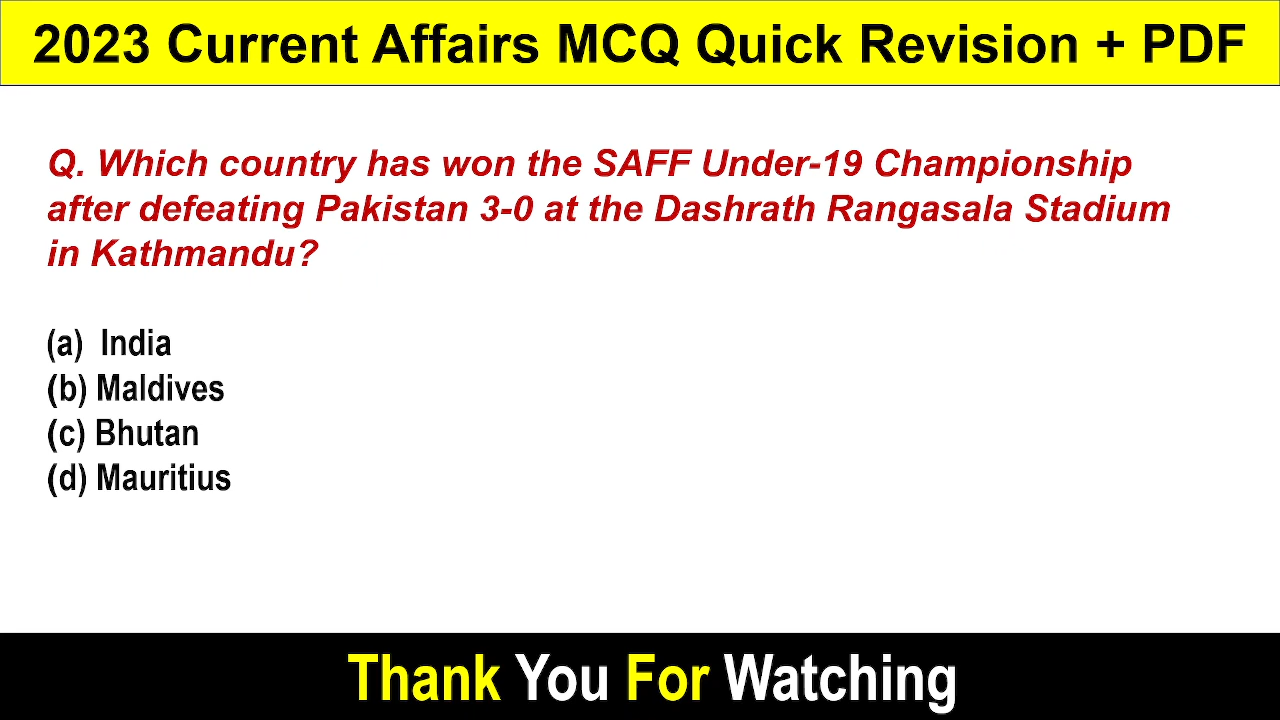 2023 Current Affairs MCQ Quick Revision + PDF
Q. Which country has won the SAFF Under-19 Championship
after defeating Pakistan 3-0 at the Dashrath Rangasala Stadium
in Kathmandu?
(a) India
(b) Maldives
(c) Bhutan
(d) Mauritius
Thank You For Watching